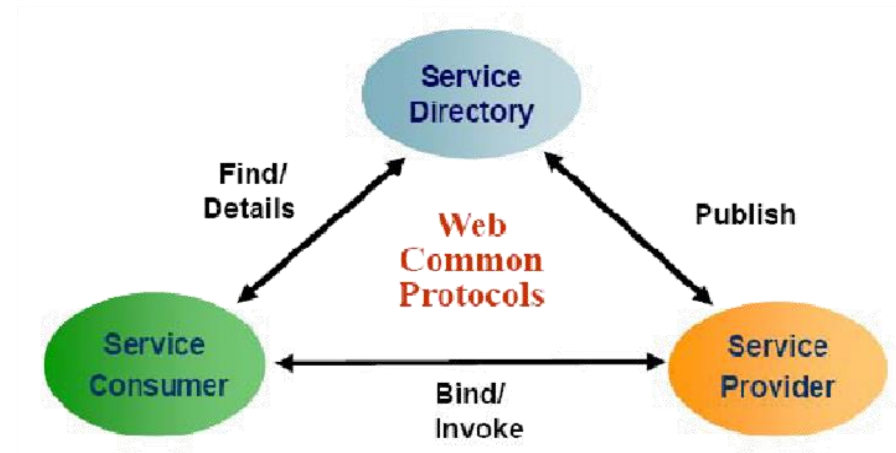 Service
Directory
Find/
Details
Publish
Web
Common
Protocols
Service
Consumer
Service
Provider
Bind/
Invoke